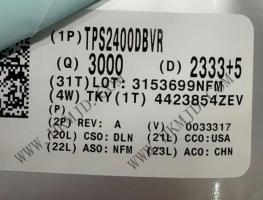 (1P) TPS2400DBVR
(Q) 3000 (D) 2333+5
(31T) LOT: 3153699NFM
(4W) TKY (1T) 4423854ZEV
(P)
(2P) REV: A (V) 0033317
(20L) CSO: DLN (21L) CCO: USA
(22L) ASO: NFM (23L) ACO: CHN